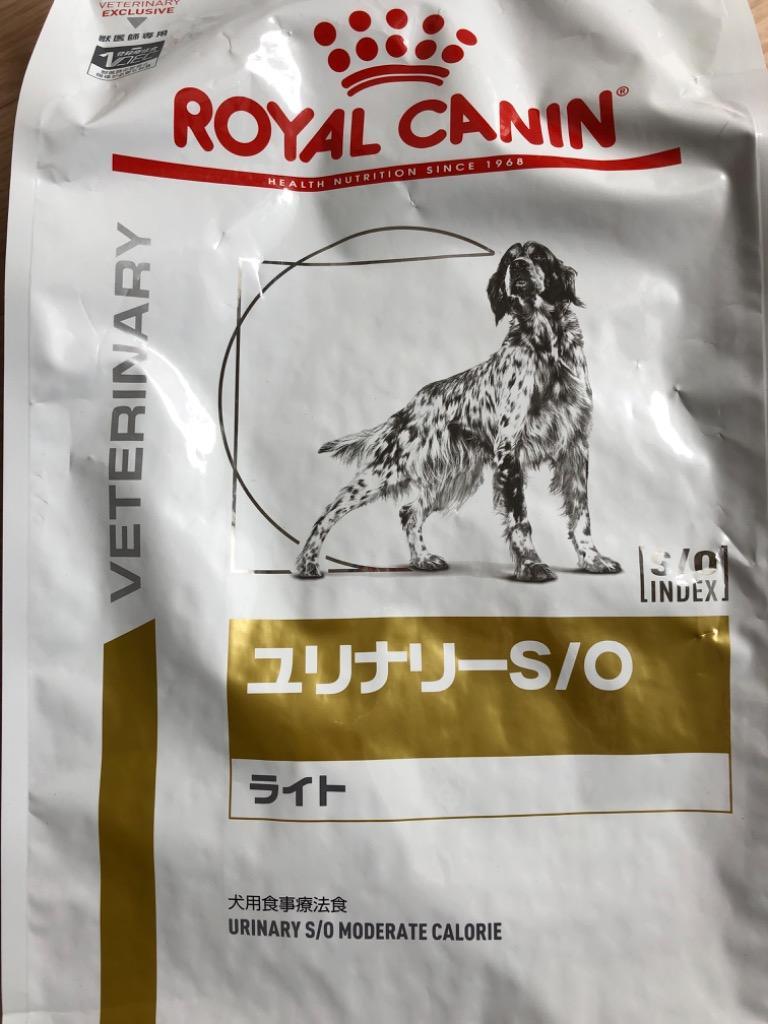 VETERINARY
EXCLUSIVE
獣医師専用
ROYAL CANIN®
HEALTH NUTRITION SINCE 1968
VETERINARY
S/O
INDEX
ユリナリーS/O
ライト
犬用食事療法食
URINARY S/O MODERATE CALORIE